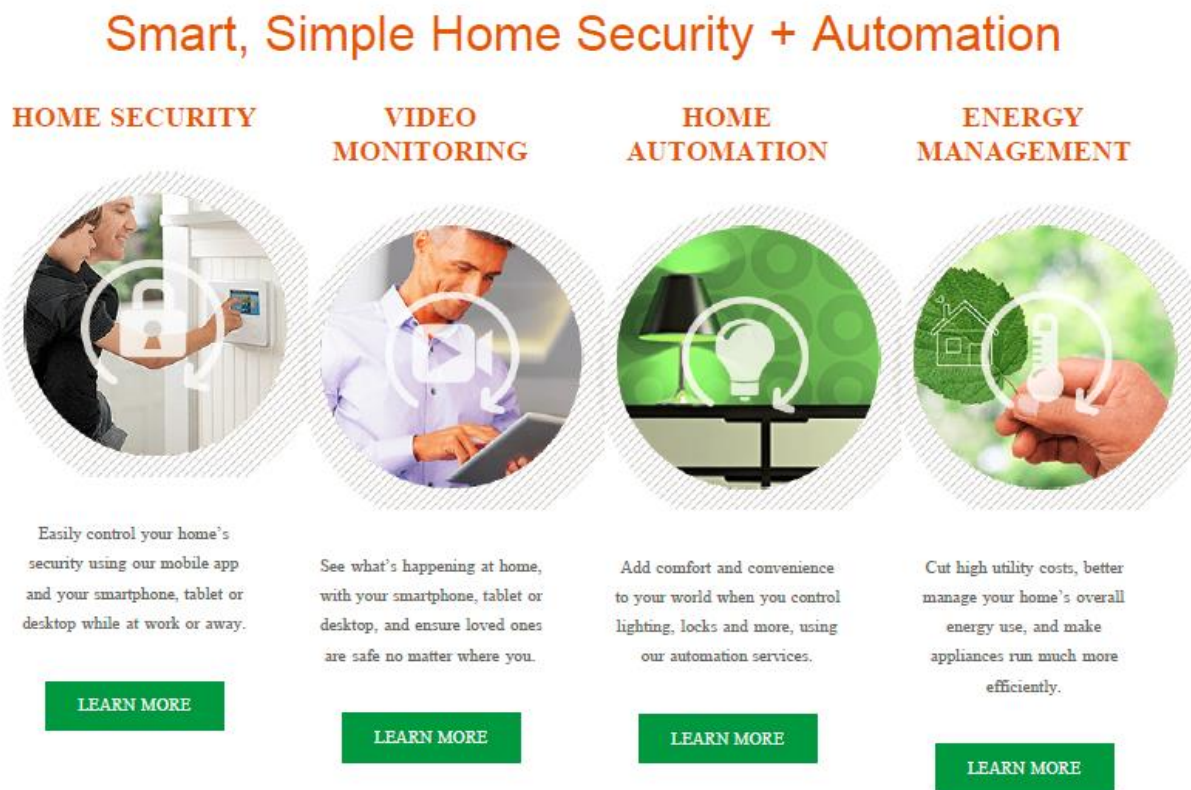 Smart, Simple Home Security + Automation
HOME SECURITY
Easily control your home's
security using our mobile app
and your smartphone, tablet or
desktop while at work or away.
LEARN MORE
VIDEO
MONITORING
See what's happening at home,
with your smartphone, tablet or
desktop, and ensure loved ones
are safe no matter where you.
LEARN MORE
HOME
AUTOMATION
Add comfort and convenience
to your world when you control
lighting, locks and more, using
our automation services.
LEARN MORE
ENERGY
MANAGEMENT
Cut high utility costs, better
manage your home's overall
energy use, and make
appliances run much more
efficiently.
LEARN MORE